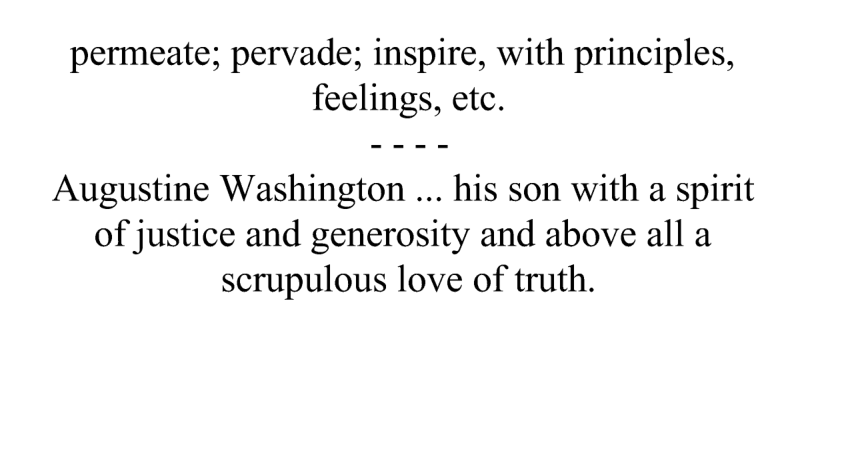 permeate; pervade; inspire, with principles,
feelings, etc.
- - - -
Augustine Washington ... his son with a spirit
of justice and generosity and above all a
scrupulous love of truth.